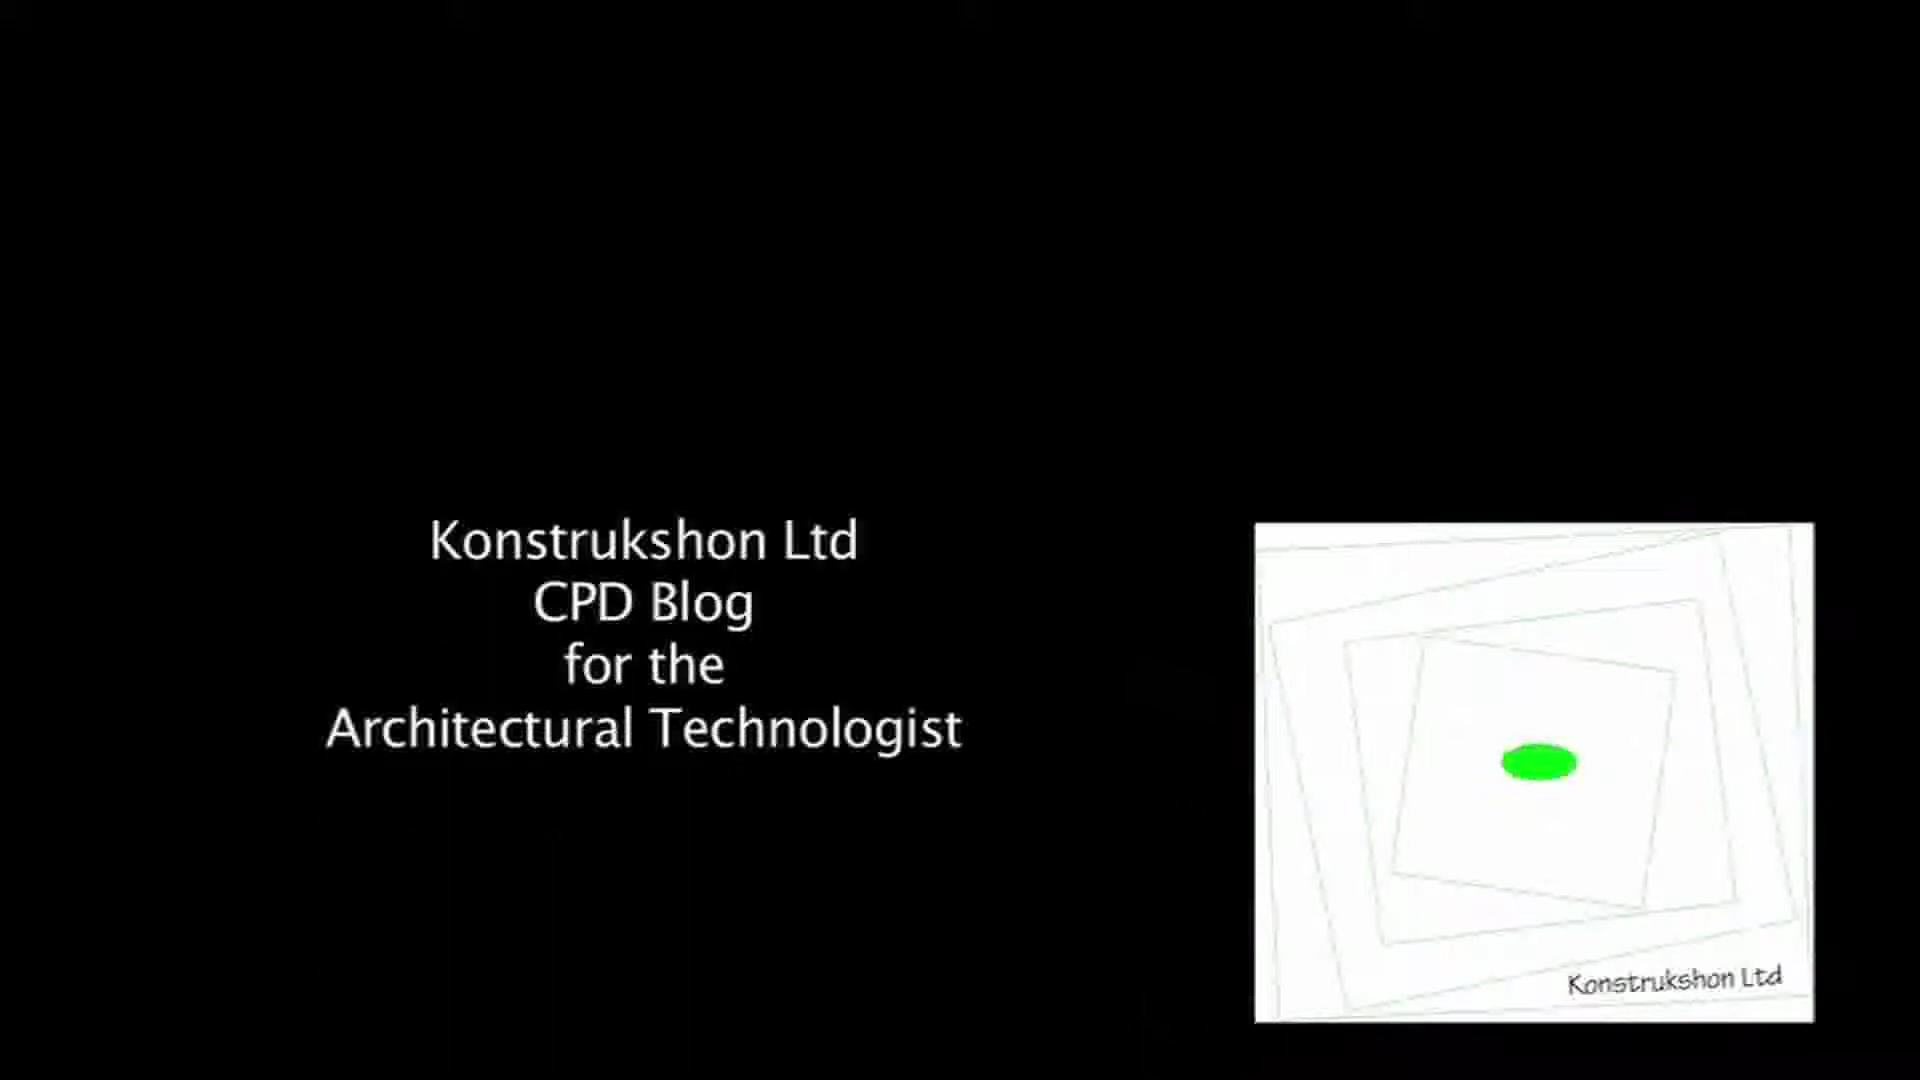 Konstrukshon Ltd
CPD Blog
for the
Architectural Technologist
Konstrukshon Ltd